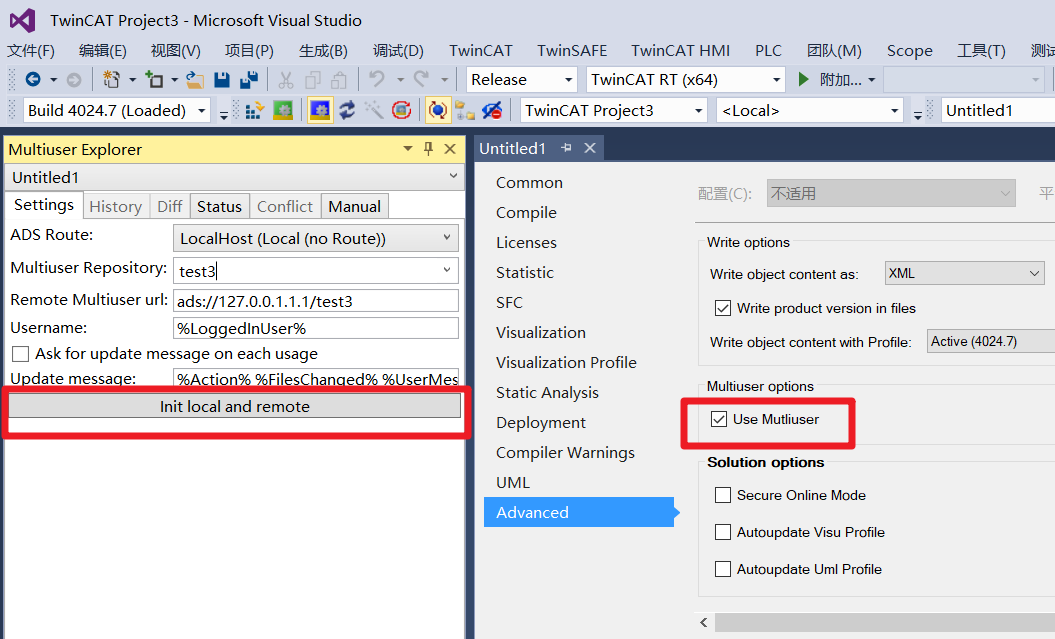 TwinCAT Project3 - Microsoft Visual Studio
文件(F) 编辑(E) 视图(V) 项目(P) 生成(B) 调试(D) TwinCAT TwinSAFE TwinCAT HMI PLC 团队(M) Scope 工具(T) 测试
Release TwinCAT RT (x64) 附加...
Build 4024.7 (Loaded) TwinCAT Project3 <Local> Untitled1
Multiuser Explorer
Untitled1
Settings History Diff Status Conflict Manual
ADS Route: LocalHost (Local (no Route))
Multiuser Repository: test3
Remote Multiuser url: ads://127.0.0.1.1.1/test3
Username: %LoggedInUser%
Ask for update message on each usage
Update message: %Action% %FilesChanged% %UserMes
Init local and remote
Untitled1
Common
Compile
Licenses
Statistic
SFC
Visualization
Visualization Profile
Static Analysis
Deployment
Compiler Warnings
UML
Advanced
配置(C): 不适用 平
Write options
Write object content as: XML
Write product version in files
Write object content with Profile: Active (4024.7)
Multiuser options
Use Mutliuser
Solution options
Secure Online Mode
Autoupdate Visu Profile
Autoupdate Uml Profile